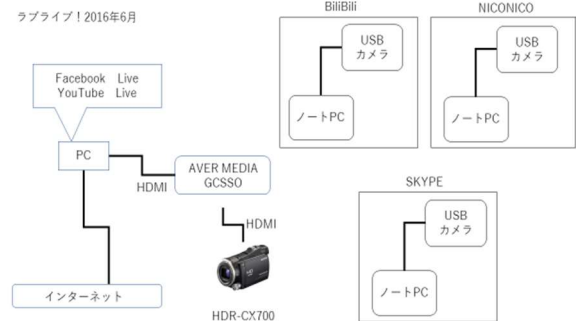 ラブライブ！2016年6月
Facebook Live
YouTube Live
PC
HDMI
AVER MEDIA
GCSSO
HDMI
インターネット
HDR-CX700
BiliBili
USB
カメラ
ノートPC
NICONICO
USB
カメラ
ノートPC
SKYPE
USB
カメラ
ノートPC